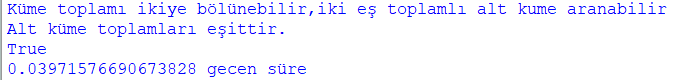 Küme toplamı ikiye bölünebilir,iki eş toplamlı alt kume aranabilir
Alt küme toplamları eşittir.
True
0.03971576690673828 gecen süre